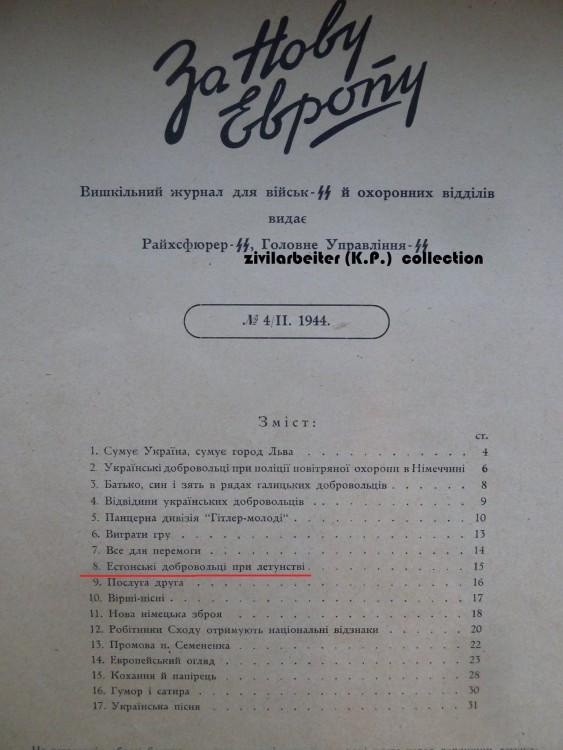 За Нову
Европу
Вишкільний журнал для військ-ᛋᛋ й охоронних відділів
видає
Райхсфюрер-ᛋᛋ, Головне Управління-ᛋᛋ
zivilarbeiter (K.P.) collection
№ 4/II. 1944.
Зміст:
ст.
1. Сумує Україна, сумує город Льва . . . . . . . . . . . 4
2. Українські добровольці при поліції повітряної охорони в Німеччині 6
3. Батько, син і зять в рядах галицьких добровольців . . . . . 8
4. Відвідини українських добровольців . . . . . . . . . . 9
5. Панцерна дивізія "Гітлер-молоді“ . . . . . . . . . . 10
6. Виграти гру . . . . . . . . . . . . . . . 13
7. Все для перемоги . . . . . . . . . . . . . . 14
8. Естонські добровольці при летунстві . . . . . . . . . 15
9. Послуга друга . . . . . . . . . . . . . . 16
10. Вірші-пісні . . . . . . . . . . . . . . . 17
11. Нова німецька зброя . . . . . . . . . . . . . 18
12. Робітники Сходу отримують національні відзнаки . . . . . 20
13. Промова п. Семененка . . . . . . . . . . . . 22
14. Европейський огляд . . . . . . . . . . . . . 23
15. Кохання й папірець . . . . . . . . . . . . . 28
16. Гумор і сатира . . . . . . . . . . . . . . 30
17. Українська пісня . . . . . . . . . . . . . . 31